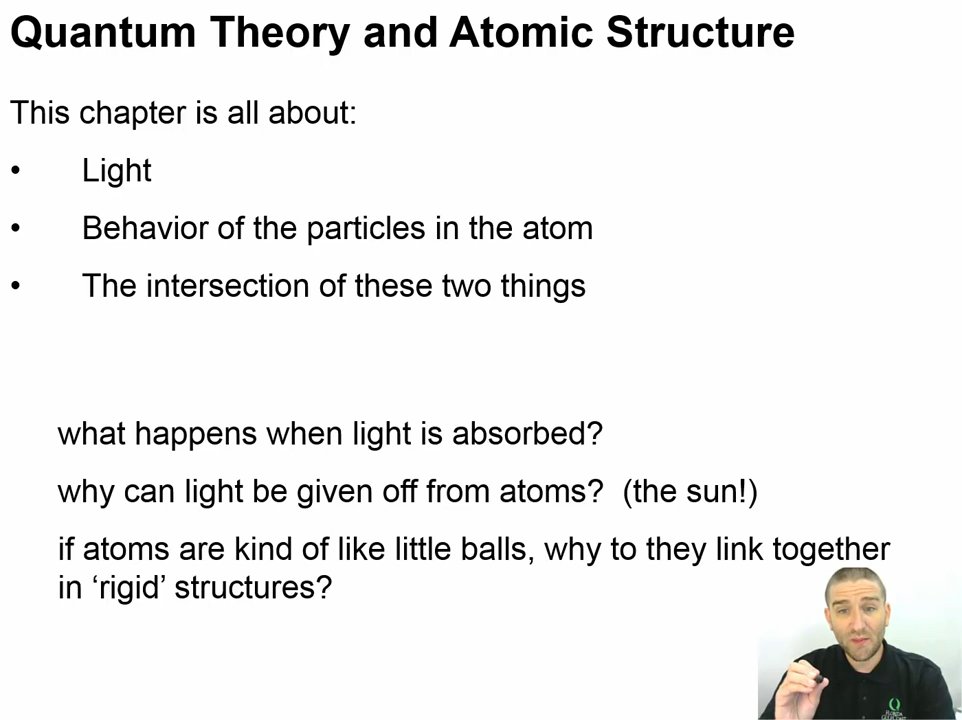 Quantum Theory and Atomic Structure
This chapter is all about:
• Light
• Behavior of the particles in the atom
• The intersection of these two things
what happens when light is absorbed?
why can light be given off from atoms?  (the sun!)
if atoms are kind of like little balls, why to they link together
in ‘rigid’ structures?